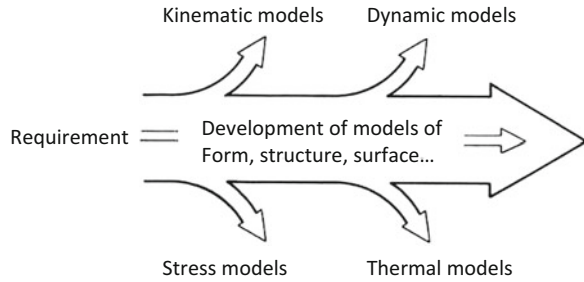 Kinematic models
Dynamic models
Requirement
Development of models of
Form, structure, surface...
Stress models
Thermal models